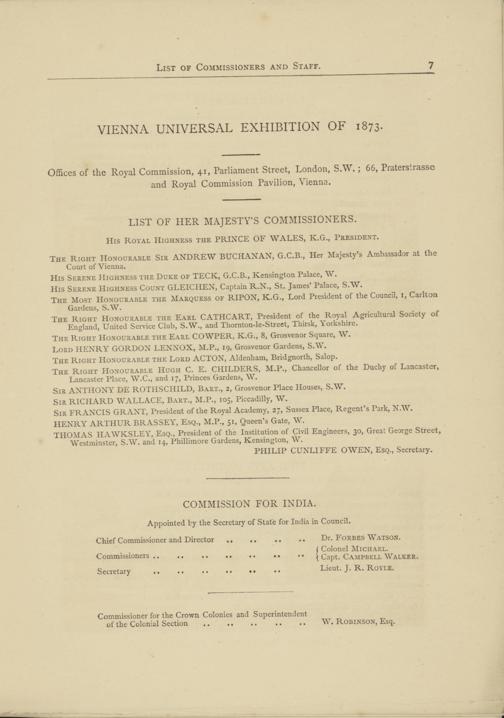 LIST OF COMMISSIONERS AND STAFF. 7
VIENNA UNIVERSAL EXHIBITION OF 1873.
Offices of the Royal Commission, 41, Parliament Street, London, S.W.; 66, Praterstrasse
and Royal Commission Pavilion, Vienna.
LIST OF HER MAJESTY'S COMMISSIONERS.
HIS ROYAL HIGHNESS THE PRINCE OF WALES, K.G., PRESIDENT.
THE RIGHT HONOURABLE SIR ANDREW BUCHANAN, G.C.B., Her Majesty's Ambassador at the
Court of Vienna.
HIS SERENE HIGHNESS THE DUKE OF TECK, G.C.B., Kensington Palace, W.
HIS SERENE HIGHNESS COUNT GLEICHEN, Captain R.N., St. James' Palace, S.W.
THE MOST HONOURABLE THE MARQUESS OF RIPON, K.G., Lord President of the Council, 1, Carlton
Gardens, S.W.
THE RIGHT HONOURABLE THE EARL CATHCART, President of the Royal Agricultural Society of
England, United Service Club, S.W., and Thornton-le-Street, Thirsk, Yorkshire.
THE RIGHT HONOURABLE THE EARL COWPER, K.G., 8, Grosvenor Square, W.
LORD HENRY GORDON LENNOX, M.P., 19, Grosvenor Gardens, S.W.
THE RIGHT HONOURABLE THE LORD ACTON, Aldenham, Bridgnorth, Salop.
THE RIGHT HONOURABLE HUGH C. E. CHILDERS, M.P., Chancellor of the Duchy of Lancaster,
Lancaster Place, W.C., and 17, Princes Gardens, W.
SIR ANTHONY DE ROTHSCHILD, BART., 2, Grosvenor Place Houses, S.W.
SIR RICHARD WALLACE, BART., M.P., 105, Piccadilly, W.
SIR FRANCIS GRANT, President of the Royal Academy, 27, Sussex Place, Regent's Park, N.W.
HENRY ARTHUR BRASSEY, ESQ., M.P., 51, Queen's Gate, W.
THOMAS HAWKSLEY, ESQ., President of the Institution of Civil Engineers, 30, Great George Street,
Westminster, S.W. and 14, Phillimore Gardens, Kensington, W.
PHILIP CUNLIFFE OWEN, ESQ., Secretary.
COMMISSION FOR INDIA.
Appointed by the Secretary of State for India in Council.
Chief Commissioner and Director .. .. .. .. Dr. FORBES WATSON.
Commissioners .. .. .. .. .. .. .. { Colonel MICHAEL.
{ Capt. CAMPBELL WALKER.
Secretary .. .. .. .. .. .. Lieut. J. R. ROYLE.
Commissioner for the Crown Colonies and Superintendent
of the Colonial Section .. .. .. .. .. W. ROBINSON, Esq.